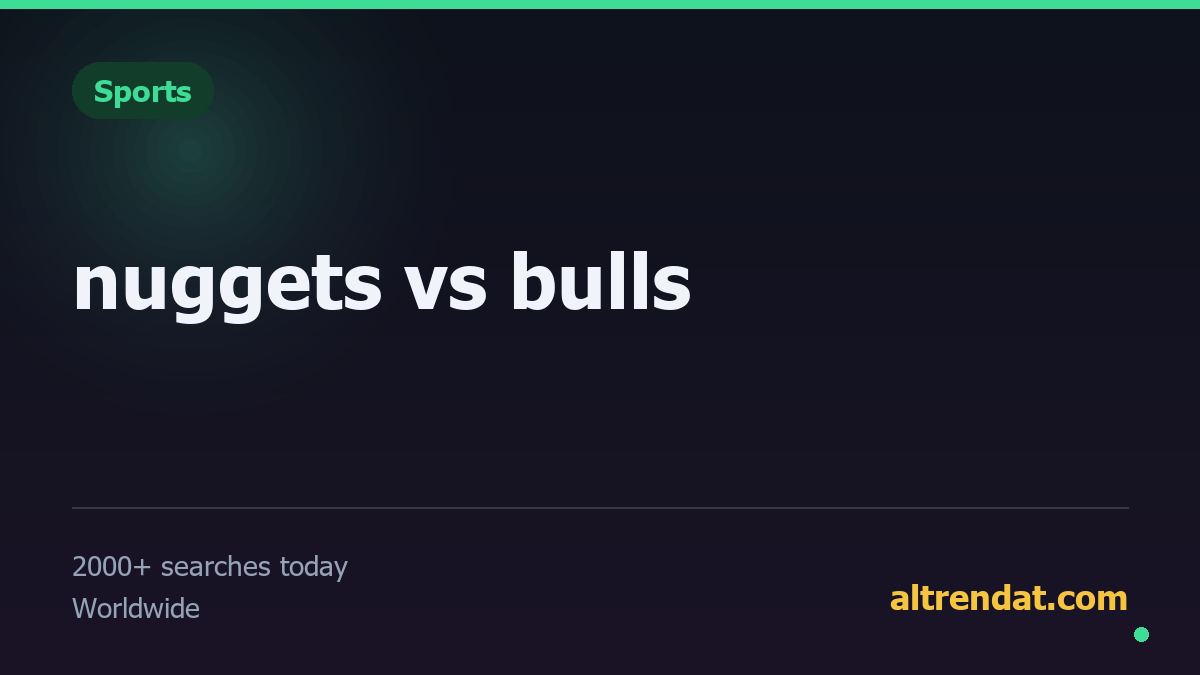 Sports
nuggets vs bulls
2000+ searches today
Worldwide
altrendat.com